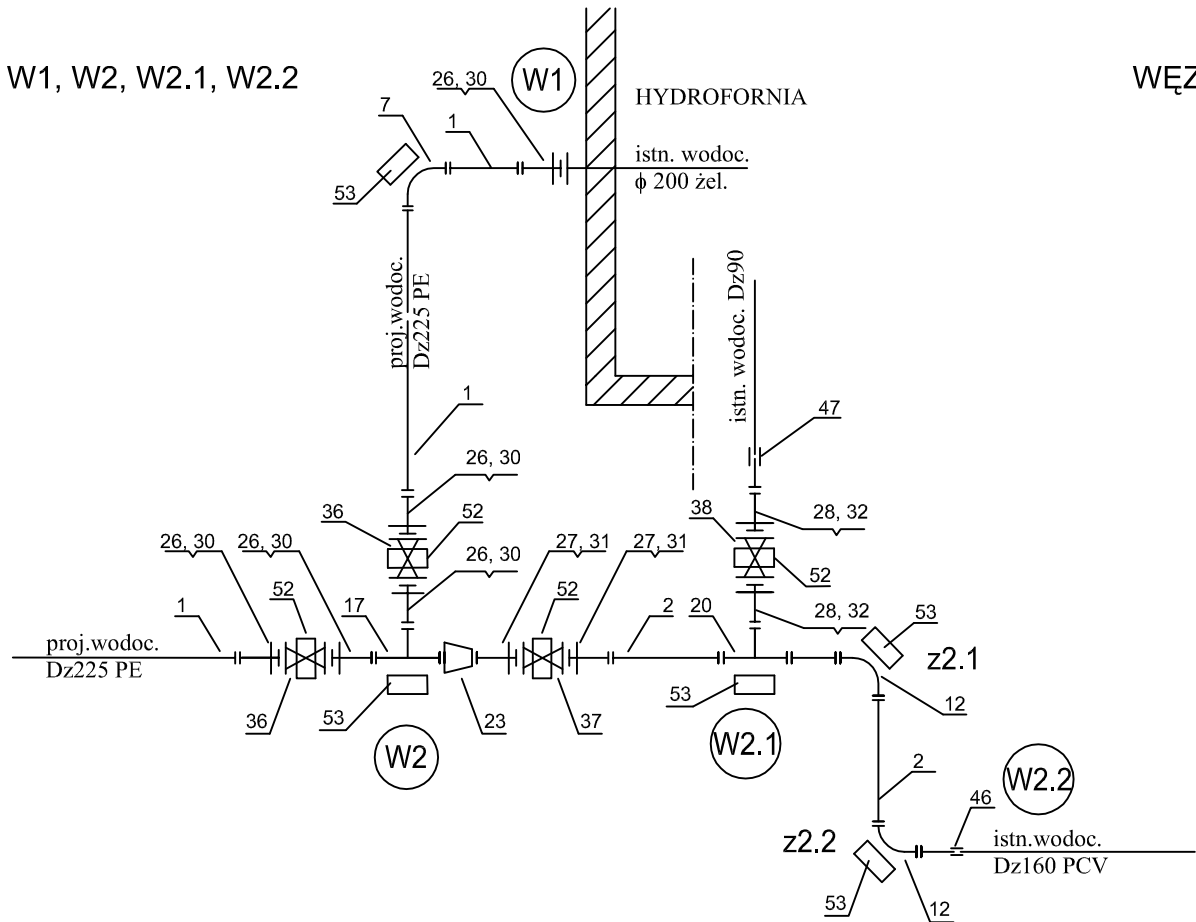 W1, W2, W2.1, W2.2
WĘZ
W1
26, 30
7
1
HYDROFORNIA
istn. wodoc.
ϕ 200 żel.
53
proj.wodoc.
Dz225 PE
istn. wodoc. Dz90
1
47
26, 30
36
52
38
28, 32
26, 30
26, 30
26, 30
27, 31
27, 31
52
52
52
28, 32
1
17
2
20
53
z2.1
proj.wodoc.
Dz225 PE
36
53
23
37
53
12
W2
W2.1
2
W2.2
46
z2.2
istn.wodoc.
Dz160 PCV
53
12